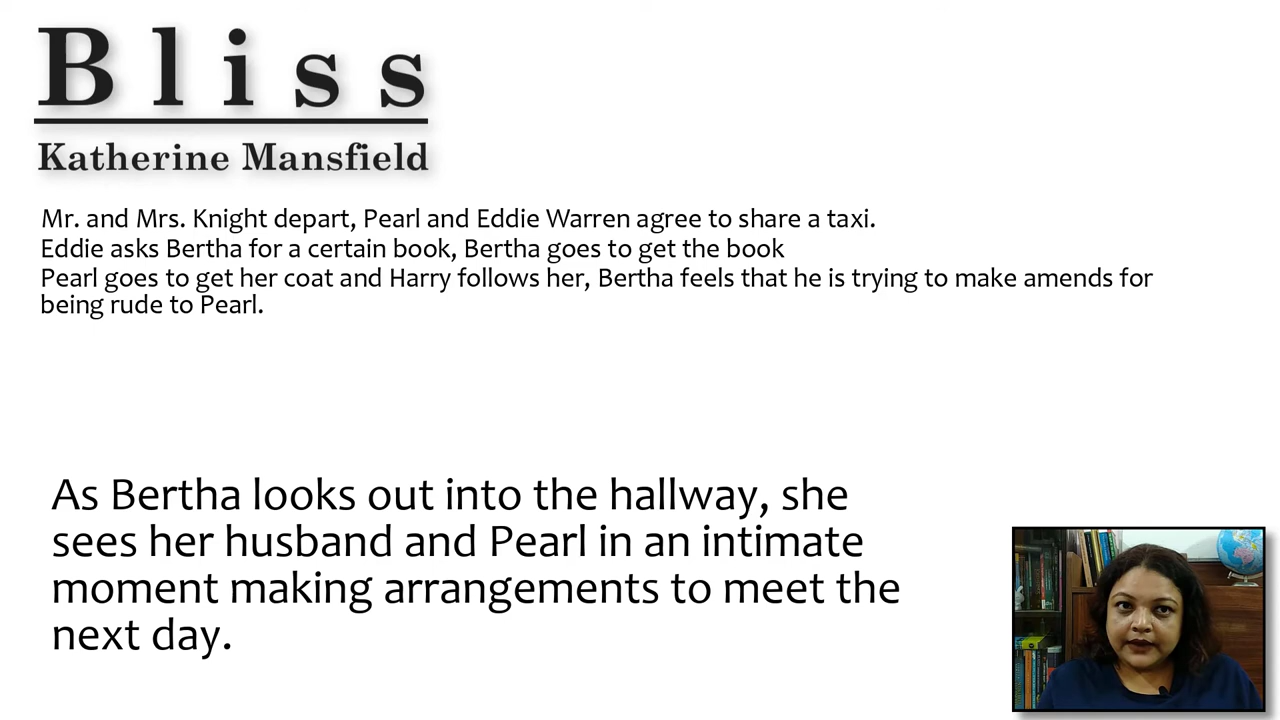 Bliss
Katherine Mansfield
Mr. and Mrs. Knight depart, Pearl and Eddie Warren agree to share a taxi.
Eddie asks Bertha for a certain book, Bertha goes to get the book
Pearl goes to get her coat and Harry follows her, Bertha feels that he is trying to make amends for
being rude to Pearl.
As Bertha looks out into the hallway, she
sees her husband and Pearl in an intimate
moment making arrangements to meet the
next day.